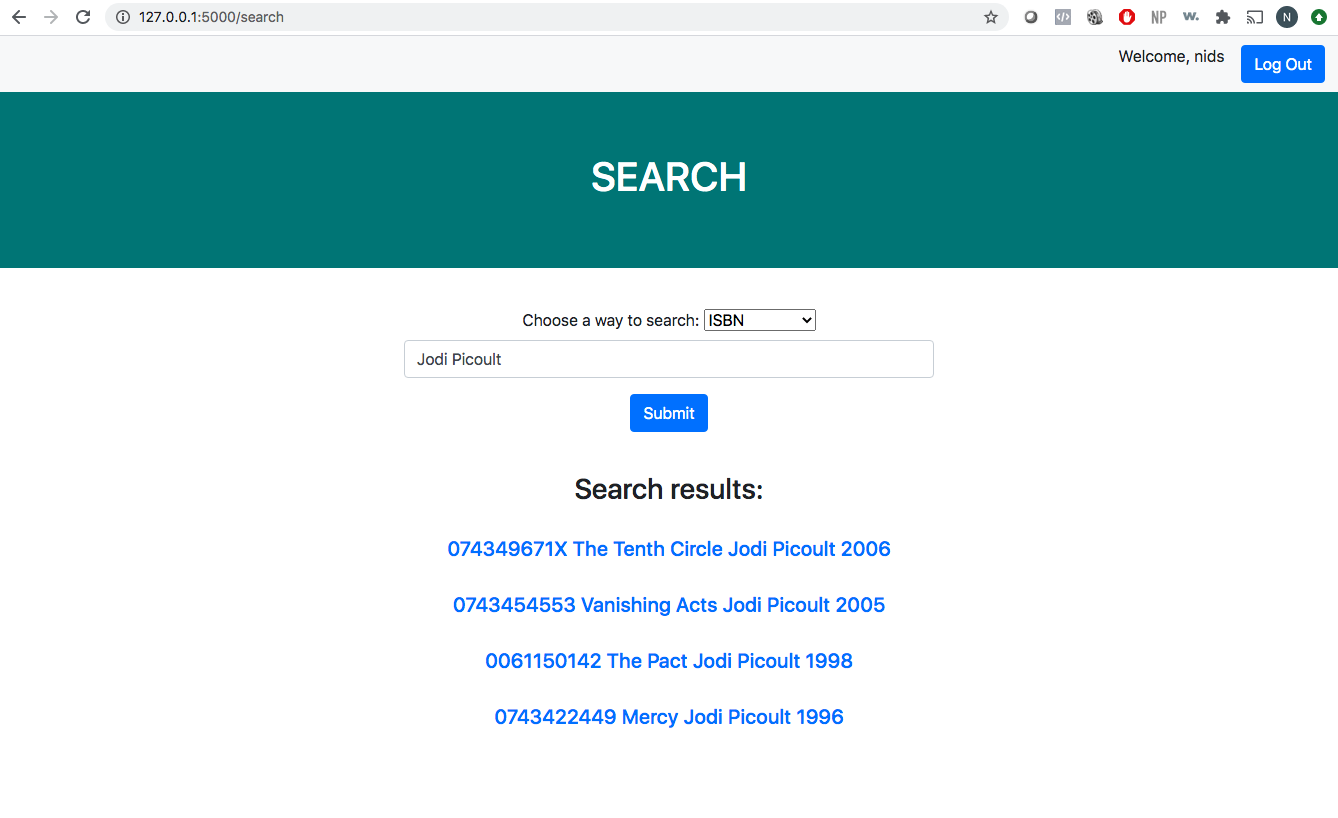 127.0.0.1:5000/search
NP
w.
N
Welcome, nids
Log Out
SEARCH
Choose a way to search: ISBN
Jodi Picoult
Submit
Search results:
074349671X The Tenth Circle Jodi Picoult 2006
0743454553 Vanishing Acts Jodi Picoult 2005
0061150142 The Pact Jodi Picoult 1998
0743422449 Mercy Jodi Picoult 1996